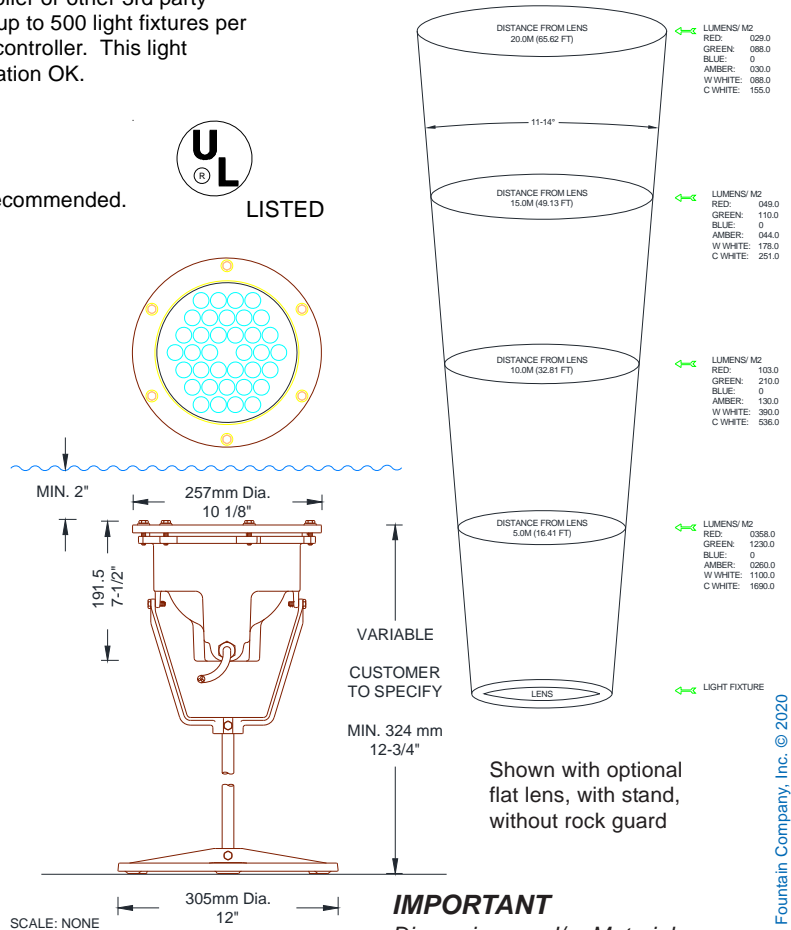 oller or other 3rd party
up to 500 light fixtures per
controller.  This light
ation OK.
ecommended.
UL
®
LISTED
MIN. 2"
257mm Dia.
10 1/8"
191.5
7-1/2"
VARIABLE
CUSTOMER
TO SPECIFY
MIN. 324 mm
12-3/4"
305mm Dia.
12"
SCALE: NONE
DISTANCE FROM LENS
20.0M (65.62 FT)
LUMENS/ M2
RED: 029.0
GREEN: 088.0
BLUE: 0
AMBER: 030.0
W WHITE: 088.0
C WHITE: 155.0
11-14"
DISTANCE FROM LENS
15.0M (49.13 FT)
LUMENS/ M2
RED: 049.0
GREEN: 110.0
BLUE: 0
AMBER: 044.0
W WHITE: 178.0
C WHITE: 251.0
DISTANCE FROM LENS
10.0M (32.81 FT)
LUMENS/ M2
RED: 103.0
GREEN: 210.0
BLUE: 0
AMBER: 130.0
W WHITE: 390.0
C WHITE: 536.0
DISTANCE FROM LENS
5.0M (16.41 FT)
LUMENS/ M2
RED: 0358.0
GREEN: 1230.0
BLUE: 0
AMBER: 0260.0
W WHITE: 1100.0
C WHITE: 1690.0
LENS
LIGHT FIXTURE
Shown with optional
flat lens, with stand,
without rock guard
IMPORTANT
Fountain Company, Inc. © 2020